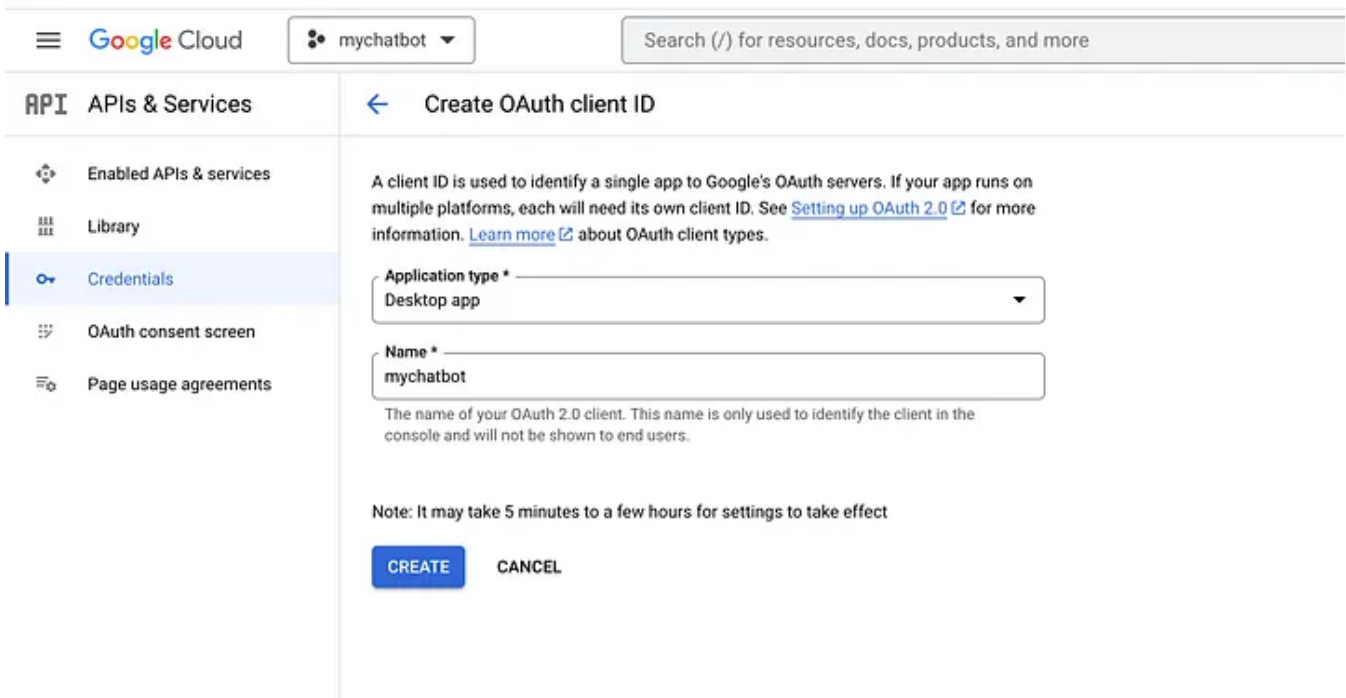 Google Cloud
mychatbot
Search (/) for resources, docs, products, and more
API APIs & Services
Create OAuth client ID
Enabled APIs & services
Library
Credentials
OAuth consent screen
Page usage agreements
A client ID is used to identify a single app to Google's OAuth servers. If your app runs on
multiple platforms, each will need its own client ID. See Setting up OAuth 2.0 for more
information. Learn more about OAuth client types.
Application type *
Desktop app
Name *
mychatbot
The name of your OAuth 2.0 client. This name is only used to identify the client in the
console and will not be shown to end users.
Note: It may take 5 minutes to a few hours for settings to take effect
CREATE CANCEL